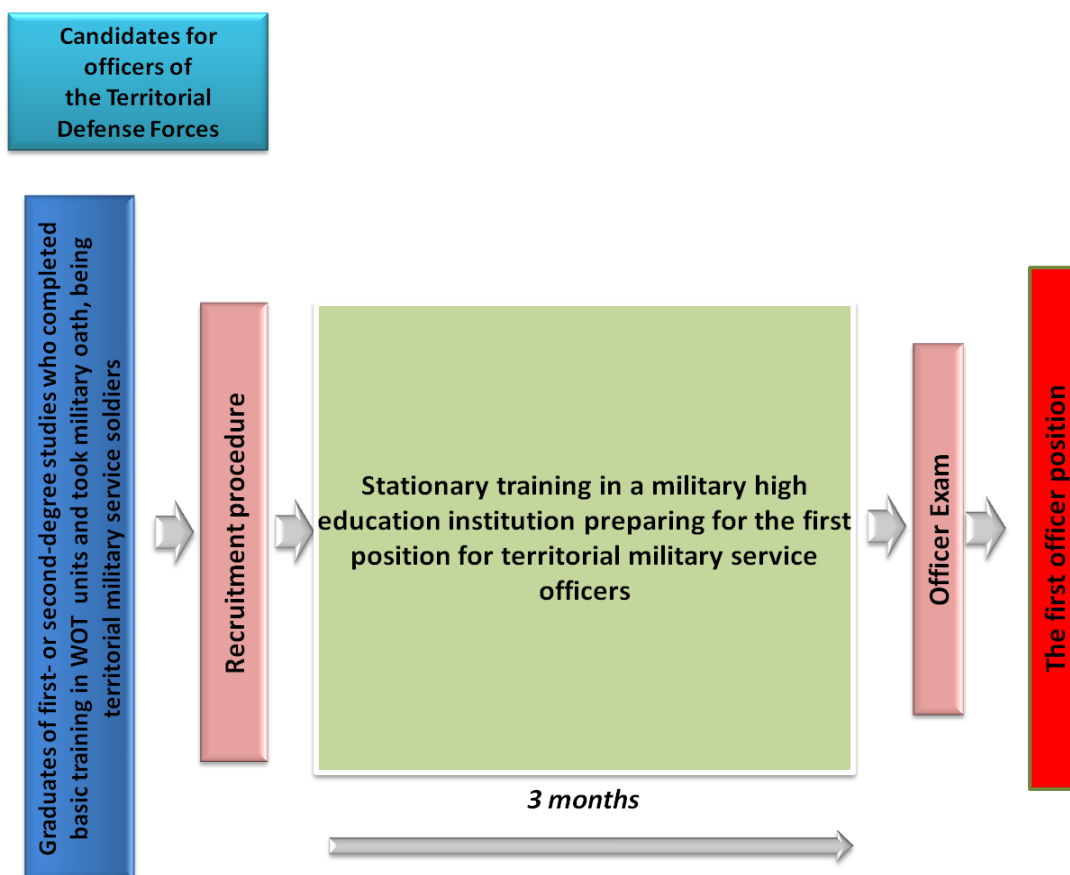 Candidates for
officers of
the Territorial
Defense Forces
Graduates of first- or second-degree studies who completed
basic training in WOT units and took military oath, being
territorial military service soldiers
Recruitment procedure
Stationary training in a military high
education institution preparing for the first
position for territorial military service
officers
3 months
Officer Exam
The first officer position